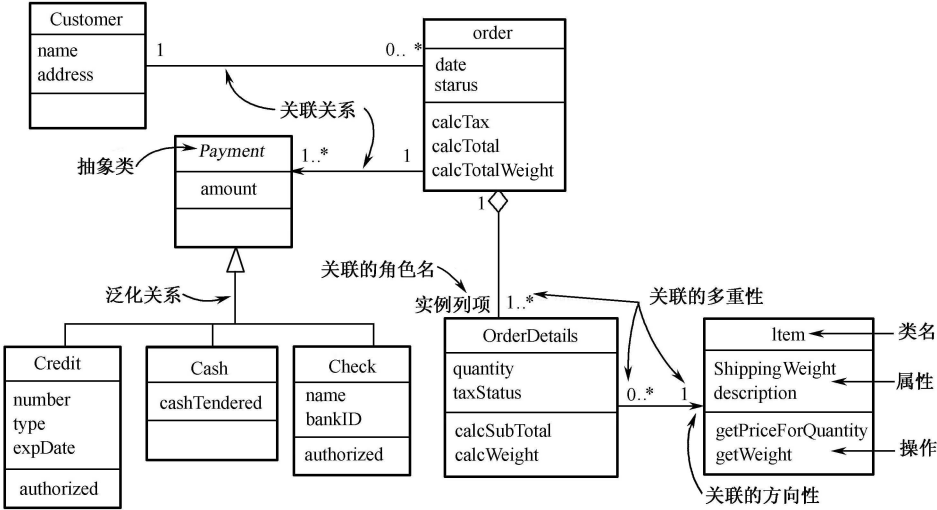 Customer
name
address
1
0..*
order
date
starus
calcTax
calcTotal
calcTotalWeight
关联关系
抽象类
Payment
amount
1..*
1
1
关联的角色名
实例列项
1..*
关联的多重性
泛化关系
Credit
number
type
expDate
authorized
Cash
cashTendered
Check
name
bankID
authorized
OrderDetails
quantity
taxStatus
calcSubTotal
calcWeight
0..*
1
Item
ShippingWeight
description
getPriceForQuantity
getWeight
类名
属性
操作
关联的方向性